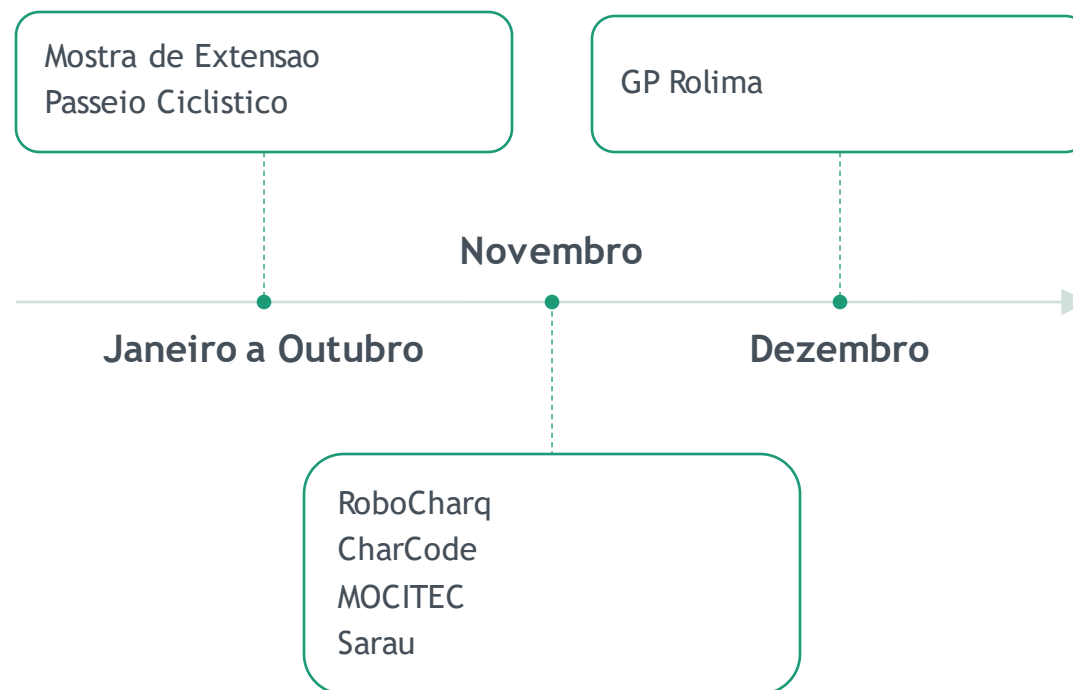 Mostra de Extensao
Passeio Ciclistico
GP Rolima
Novembro
Janeiro a Outubro
Dezembro
RoboCharq
CharCode
MOCITEC
Sarau